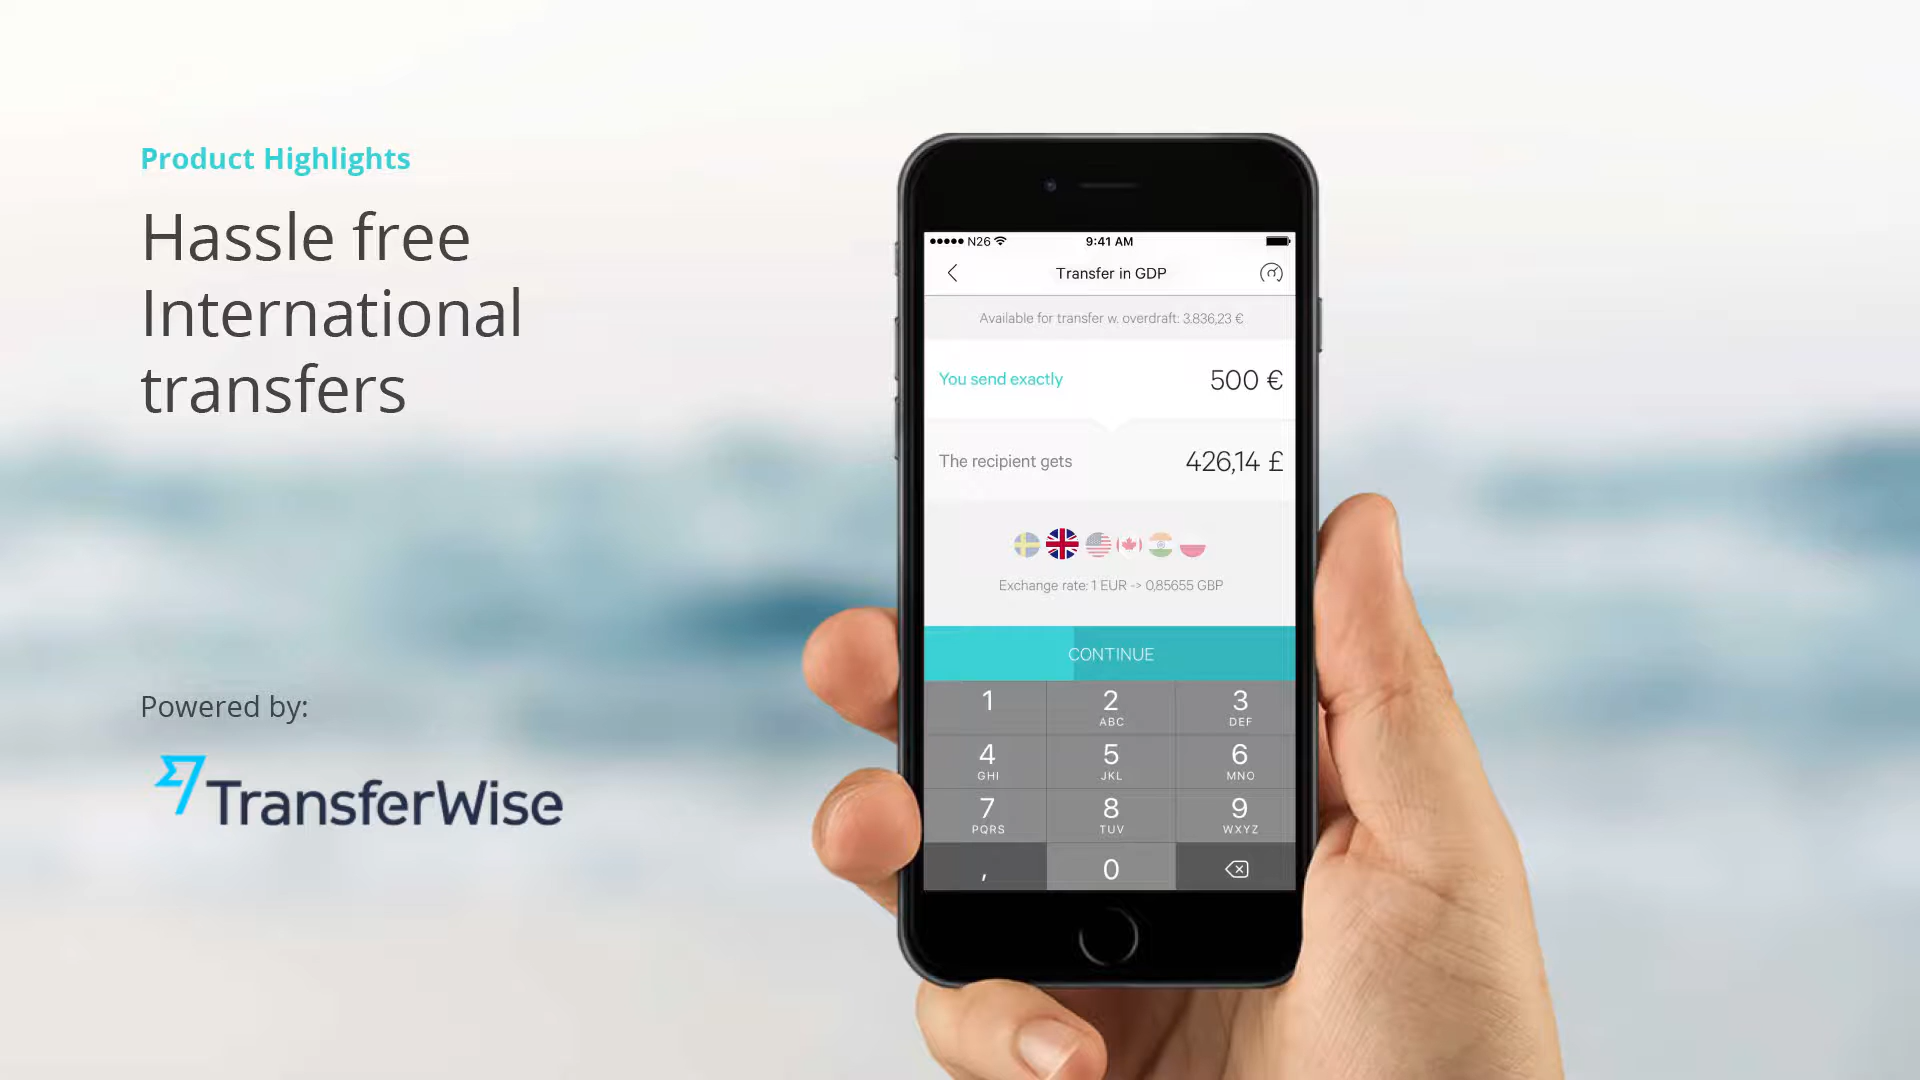 Product Highlights
Hassle free
International
transfers
Powered by:
TransferWise
N26
9:41 AM
Transfer in GDP
Available for transfer w. overdraft: 3.836,23 €
You send exactly
500 €
The recipient gets
426,14 £
Exchange rate: 1 EUR -> 0,85655 GBP
CONTINUE
1
2
3
ABC
DEF
4
5
6
GHI
JKL
MNO
7
8
9
PQRS
TUV
WXYZ
,
0